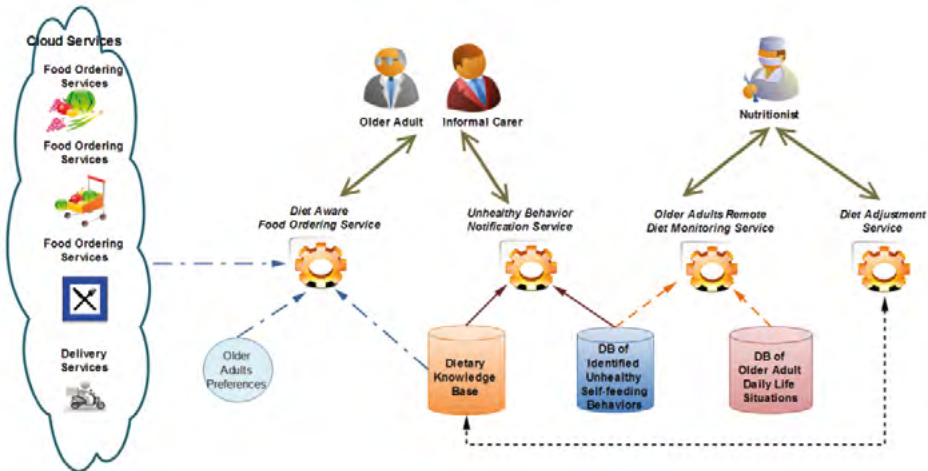 Cloud Services
Food Ordering
Services
Food Ordering
Services
Food Ordering
Services
Delivery
Services
Older Adult
Informal Carer
Nutritionist
Diet Aware
Food Ordering Service
Unhealthy Behavior
Notification Service
Older Adults Remote
Diet Monitoring Service
Diet Adjustment
Service
Older
Adults
Preferences
Dietary
Knowledge
Base
DB of
Identified
Unhealthy
Self-feeding
Behaviors
DB of
Older Adult
Daily Life
Situations